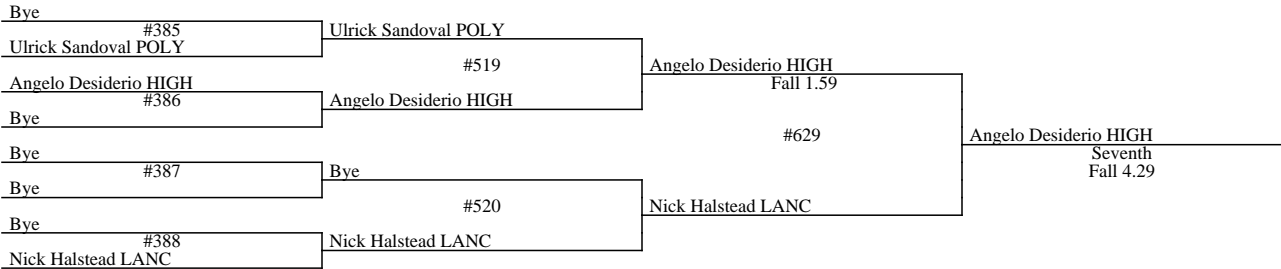 Bye
#385
Ulrick Sandoval POLY
Ulrick Sandoval POLY
#519
Angelo Desiderio HIGH
#386
Bye
Angelo Desiderio HIGH
Angelo Desiderio HIGH
Fall 1.59
#629
Angelo Desiderio HIGH
Seventh
Fall 4.29
Bye
#387
Bye
Bye
#520
Bye
#388
Nick Halstead LANC
Nick Halstead LANC
Nick Halstead LANC